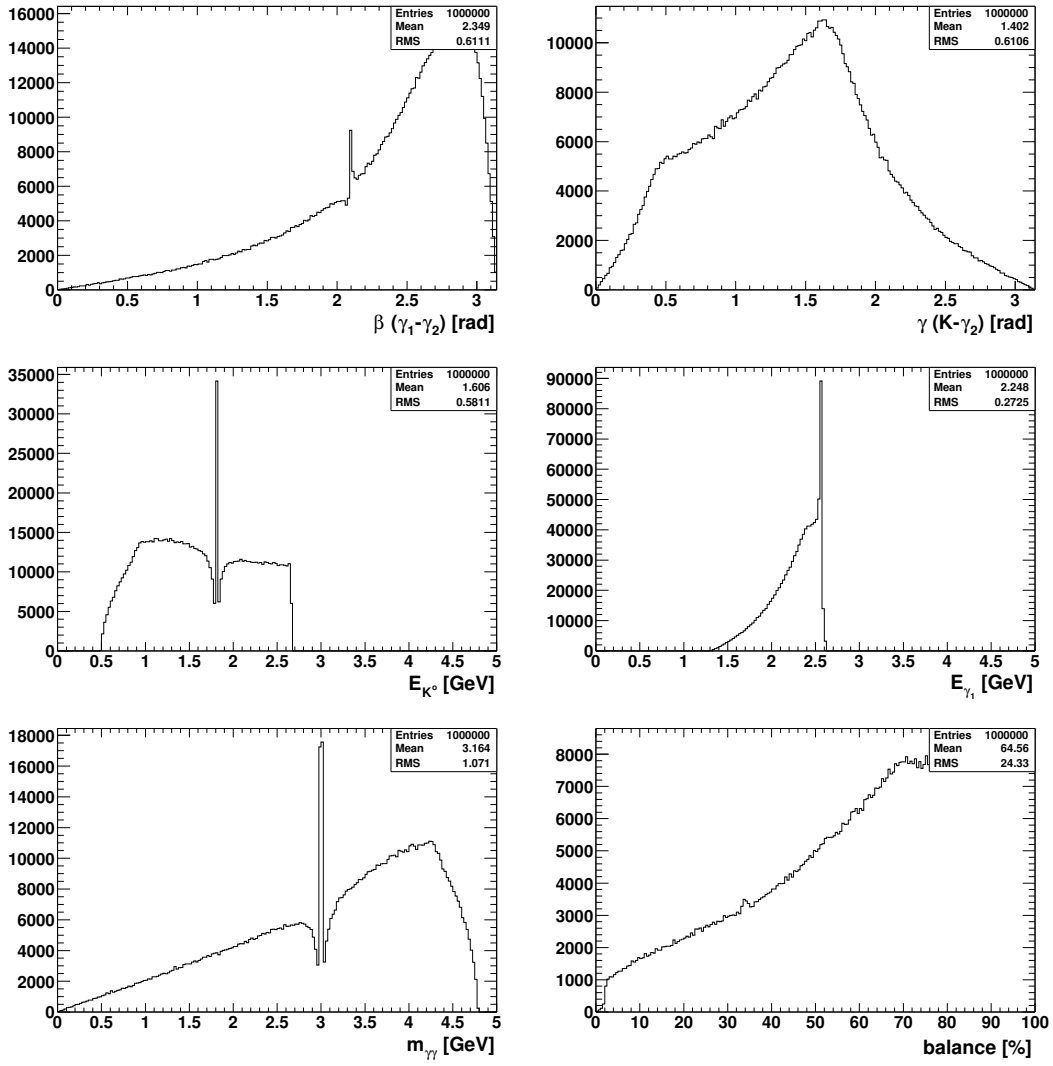 Entries 1000000
Mean 2.349
RMS 0.6111
16000
14000
12000
10000
8000
6000
4000
2000
0
0 0.5 1 1.5 2 2.5 3
β (γ₁-γ₂) [rad]
Entries 1000000
Mean 1.402
RMS 0.6106
10000
8000
6000
4000
2000
0
0 0.5 1 1.5 2 2.5 3
γ (K-γ₂) [rad]
Entries 1000000
Mean 1.606
RMS 0.5811
35000
30000
25000
20000
15000
10000
5000
0
0 0.5 1 1.5 2 2.5 3 3.5 4 4.5 5
E_K° [GeV]
Entries 1000000
Mean 2.248
RMS 0.2725
90000
80000
70000
60000
50000
40000
30000
20000
10000
0
0 0.5 1 1.5 2 2.5 3 3.5 4 4.5 5
E_γ₁ [GeV]
Entries 1000000
Mean 3.164
RMS 1.071
18000
16000
14000
12000
10000
8000
6000
4000
2000
0
0 0.5 1 1.5 2 2.5 3 3.5 4 4.5 5
m_γγ [GeV]
Entries 1000000
Mean 64.56
RMS 24.33
8000
7000
6000
5000
4000
3000
2000
1000
0
0 10 20 30 40 50 60 70 80 90 100
balance [%]